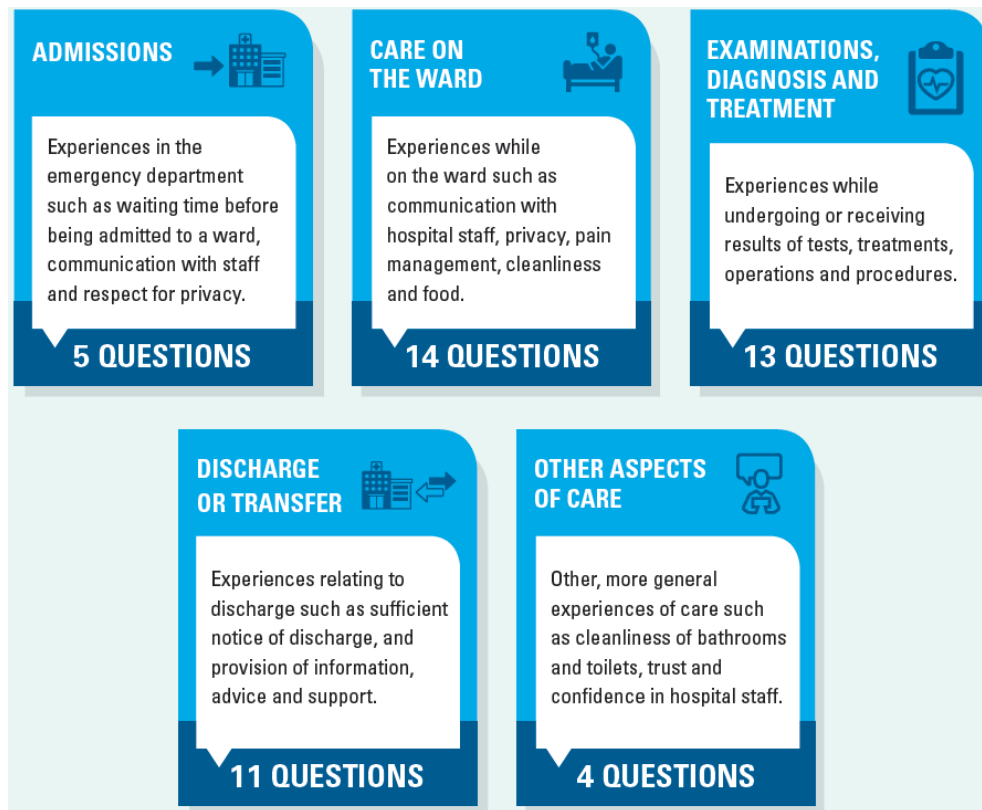 ADMISSIONS
Experiences in the
emergency department
such as waiting time before
being admitted to a ward,
communication with staff
and respect for privacy.
5 QUESTIONS
CARE ON
THE WARD
Experiences while
on the ward such as
communication with
hospital staff, privacy, pain
management, cleanliness
and food.
14 QUESTIONS
EXAMINATIONS,
DIAGNOSIS AND
TREATMENT
Experiences while
undergoing or receiving
results of tests, treatments,
operations and procedures.
13 QUESTIONS
DISCHARGE
OR TRANSFER
Experiences relating to
discharge such as sufficient
notice of discharge, and
provision of information,
advice and support.
11 QUESTIONS
OTHER ASPECTS
OF CARE
Other, more general
experiences of care such
as cleanliness of bathrooms
and toilets, trust and
confidence in hospital staff.
4 QUESTIONS